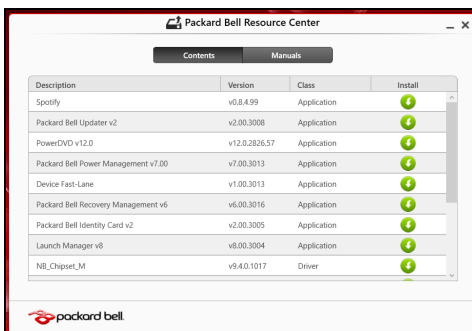 Packard Bell Resource Center
Contents Manuals
Description Version Class Install
Spotify v0.8.4.99 Application
Packard Bell Updater v2 v2.00.3008 Application
PowerDVD v12.0 v12.0.2826.57 Application
Packard Bell Power Management v7.00 v7.00.3013 Application
Device Fast-Lane v1.00.3013 Application
Packard Bell Recovery Management v6 v6.00.3016 Application
Packard Bell Identity Card v2 v2.00.3005 Application
Launch Manager v8 v8.00.3004 Application
NB_Chipset_M v9.4.0.1017 Driver
packard bell